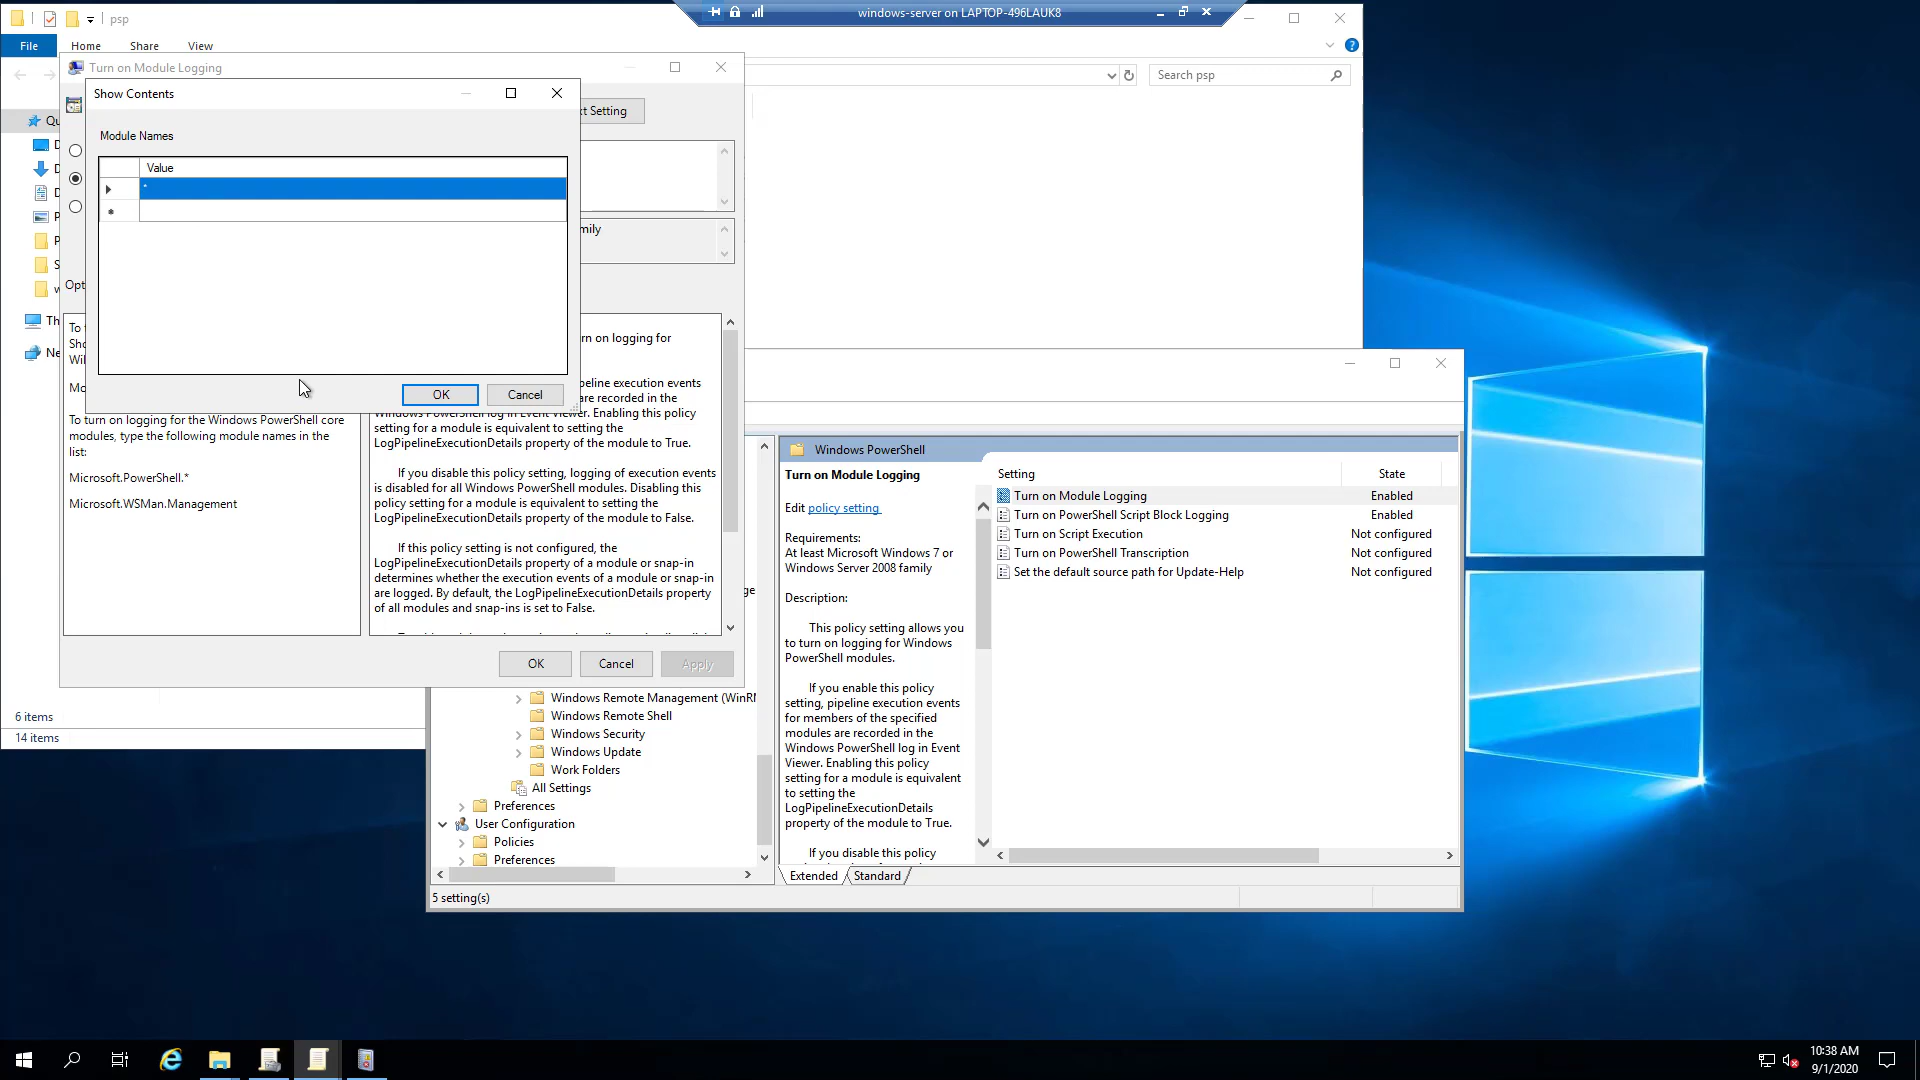 psp
windows-server on LAPTOP-496LAUK8
File
Home
Share
View
Search psp
Turn on Module Logging
Show Contents
Module Names
Value
*
OK
Cancel
t Setting
mily
Opt
To t
Sho
Mo
To turn on logging for the Windows PowerShell core
modules, type the following module names in the
list:
Microsoft.PowerShell.*
Microsoft.WSMan.Management
rn on logging for
peline execution events
are recorded in the
Windows PowerShell log in Event Viewer. Enabling this policy
setting for a module is equivalent to setting the
LogPipelineExecutionDetails property of the module to True.
If you disable this policy setting, logging of execution events
is disabled for all Windows PowerShell modules. Disabling this
policy setting for a module is equivalent to setting the
LogPipelineExecutionDetails property of the module to False.
If this policy setting is not configured, the
LogPipelineExecutionDetails property of a module or snap-in
determines whether the execution events of a module or snap-in
are logged. By default, the LogPipelineExecutionDetails property
of all modules and snap-ins is set to False.
OK
Cancel
Apply
6 items
14 items
Windows Remote Management (WinRM
Windows Remote Shell
Windows Security
Windows Update
Work Folders
All Settings
Preferences
User Configuration
Policies
Preferences
Windows PowerShell
Turn on Module Logging
Edit policy setting
Requirements:
At least Microsoft Windows 7 or
Windows Server 2008 family
Description:
This policy setting allows you
to turn on logging for Windows
PowerShell modules.
If you enable this policy
setting, pipeline execution events
for members of the specified
modules are recorded in the
Windows PowerShell log in Event
Viewer. Enabling this policy
setting for a module is equivalent
to setting the
LogPipelineExecutionDetails
property of the module to True.
If you disable this policy
Setting State
Turn on Module Logging Enabled
Turn on PowerShell Script Block Logging Enabled
Turn on Script Execution Not configured
Turn on PowerShell Transcription Not configured
Set the default source path for Update-Help Not configured
Extended
Standard
5 setting(s)
10:38 AM
9/1/2020